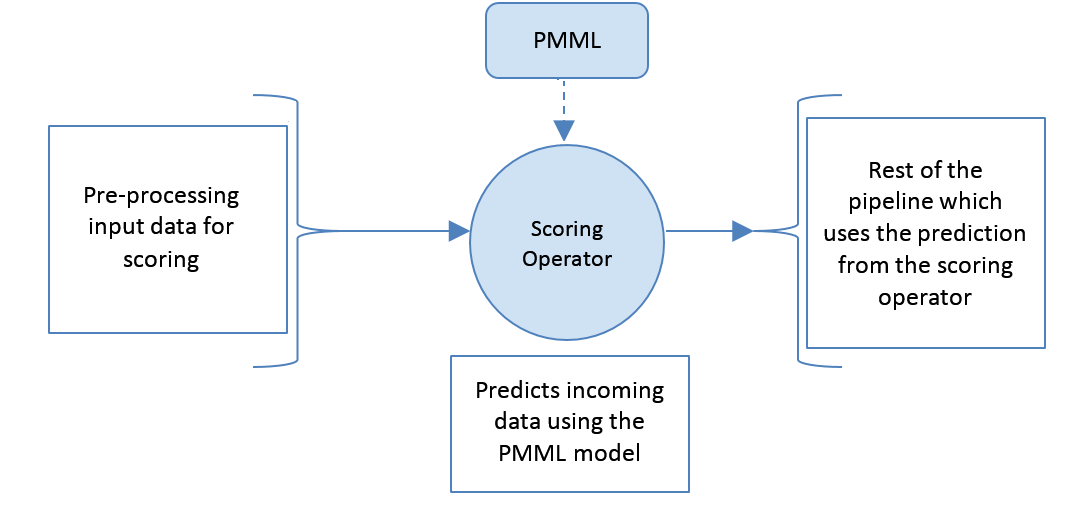 PMML
Pre-processing
input data for
scoring
Scoring
Operator
Rest of the
pipeline which
uses the prediction
from the scoring
operator
Predicts incoming
data using the
PMML model